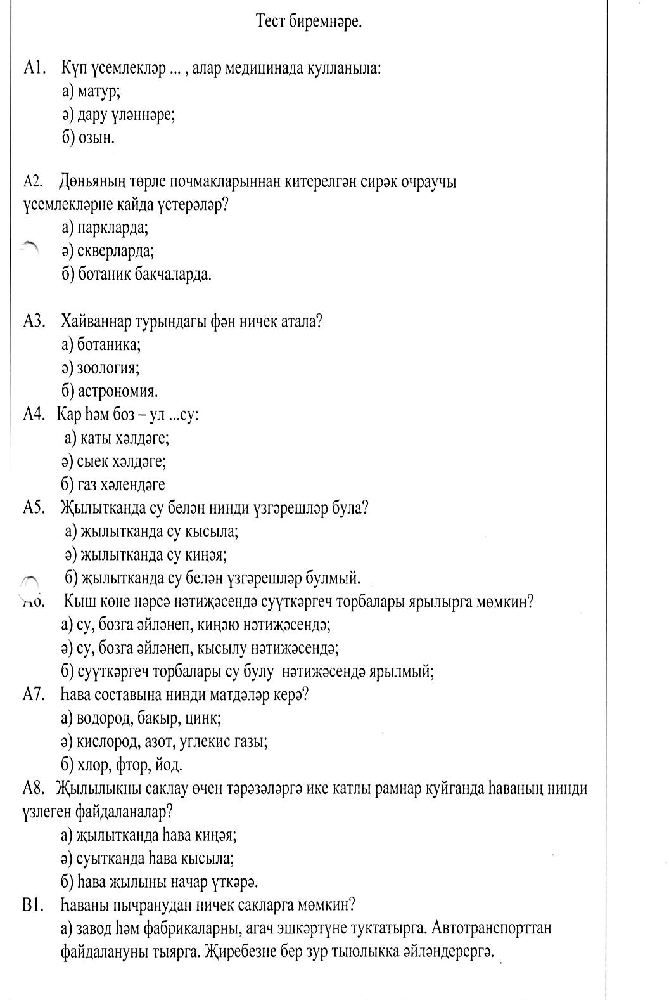 Тест биремнәре.
А1. Күп үсемлекләр ... , алар медицинада кулланыла:
а) матур;
ә) дару үләннәре;
б) озын.
А2. Дөньяның төрле почмакларыннан китерелгән сирәк очраучы
үсемлекләрне кайда үстерәләр?
а) паркларда;
ә) скверларда;
б) ботаник бакчаларда.
А3. Хайваннар турындагы фән ничек атала?
а) ботаника;
ә) зоология;
б) астрономия.
А4. Кар һәм боз – ул ...су:
а) каты хәлдәге;
ә) сыек хәлдәге;
б) газ хәлендәге
А5. Җылытканда су белән нинди үзгәрешләр була?
а) җылытканда су кысыла;
ә) җылытканда су киңәя;
б) җылытканда су белән үзгәрешләр булмый.
А6. Кыш көне нәрсә нәтиҗәсендә суүткәргеч торбалары ярылырга мөмкин?
а) су, бозга әйләнеп, киңәю нәтиҗәсендә;
ә) су, бозга әйләнеп, кысылу нәтиҗәсендә;
б) суүткәргеч торбалары су булу нәтиҗәсендә ярылмый;
А7. Һава составына нинди матдәләр керә?
а) водород, бакыр, цинк;
ә) кислород, азот, углекис газы;
б) хлор, фтор, йод.
А8. Җылылыкны саклау өчен тәрәзәләргә ике катлы рамнар куйганда һаваның нинди
үзлеген файдаланалар?
а) җылытканда һава киңәя;
ә) суытканда һава кысыла;
б) һава җылыны начар үткәрә.
В1. Һаваны пычранудан ничек сакларга мөмкин?
а) завод һәм фабрикаларны, агач эшкәртүне туктатырга. Автотранспорттан
файдалануны тыярга. Җиребезне бер зур тыюлыкка әйләндерергә.